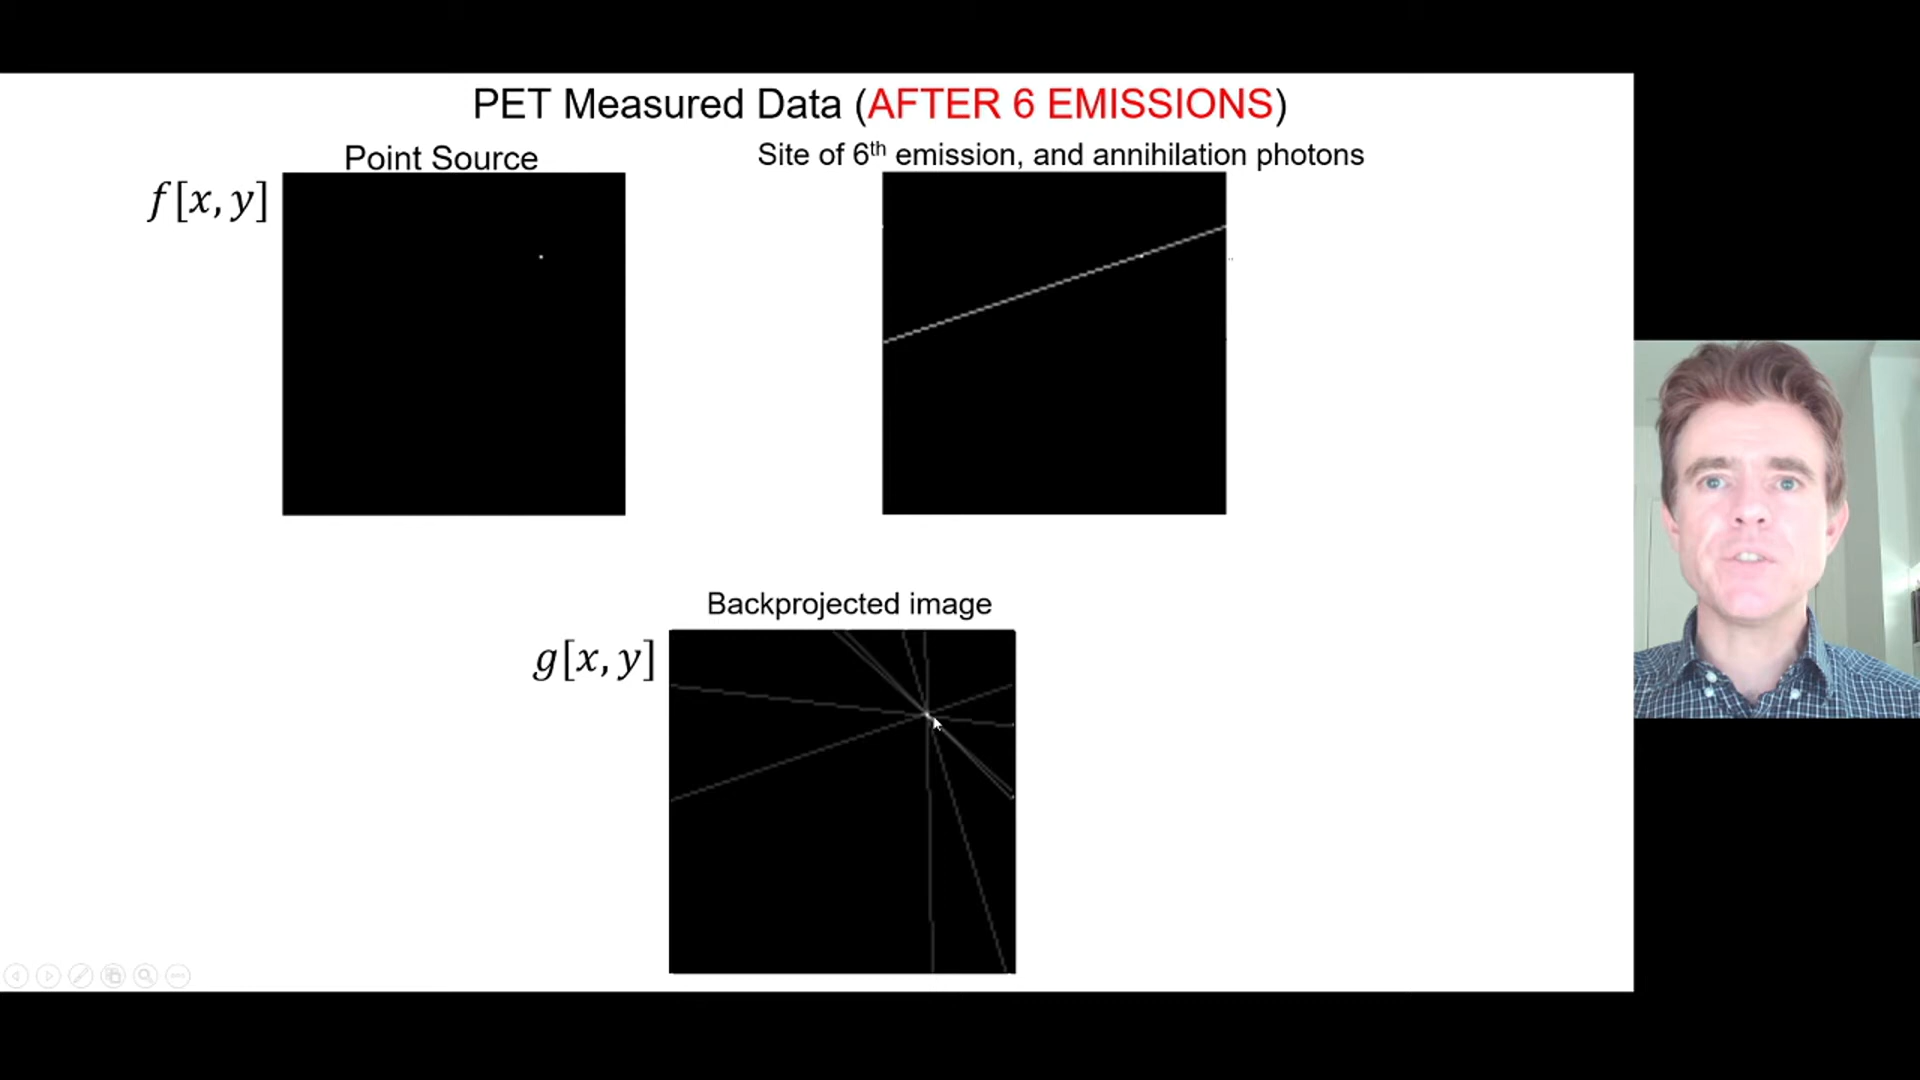 PET Measured Data (AFTER 6 EMISSIONS)
Point Source
Site of 6th emission, and annihilation photons
f[x, y]
Backprojected image
g[x, y]